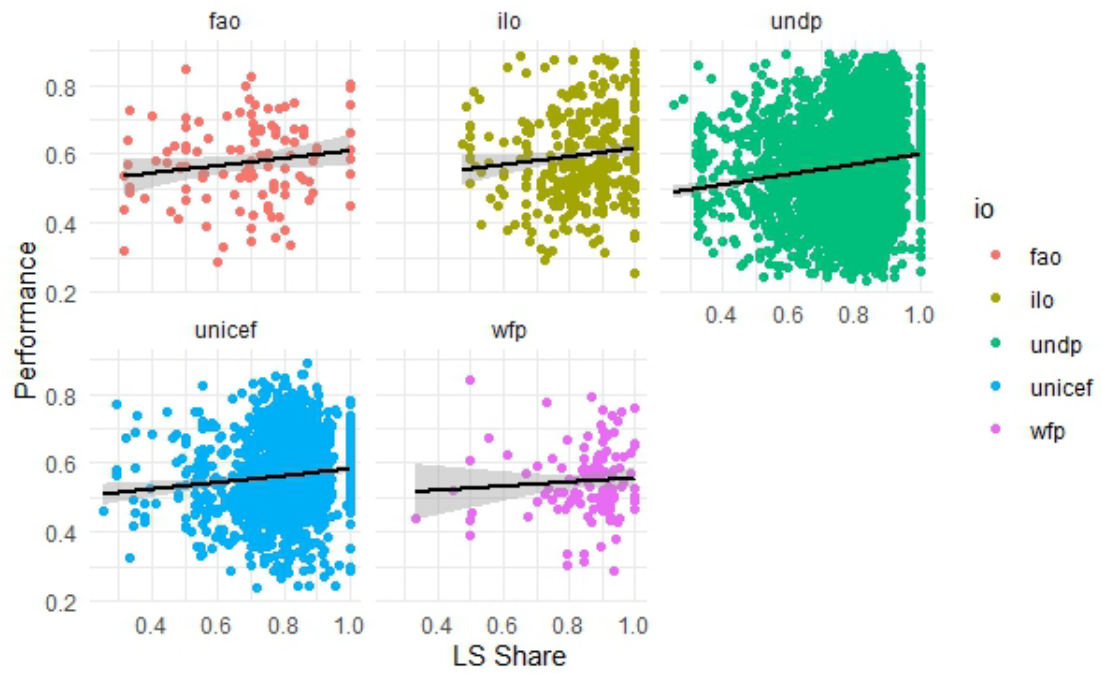 fao ilo undp
0.8
0.6
0.4
0.2
0.4 0.6 0.8 1.0
unicef wfp
0.8
0.6
0.4
0.2
0.4 0.6 0.8 1.0 0.4 0.6 0.8 1.0
Performance
LS Share
io
fao
ilo
undp
unicef
wfp